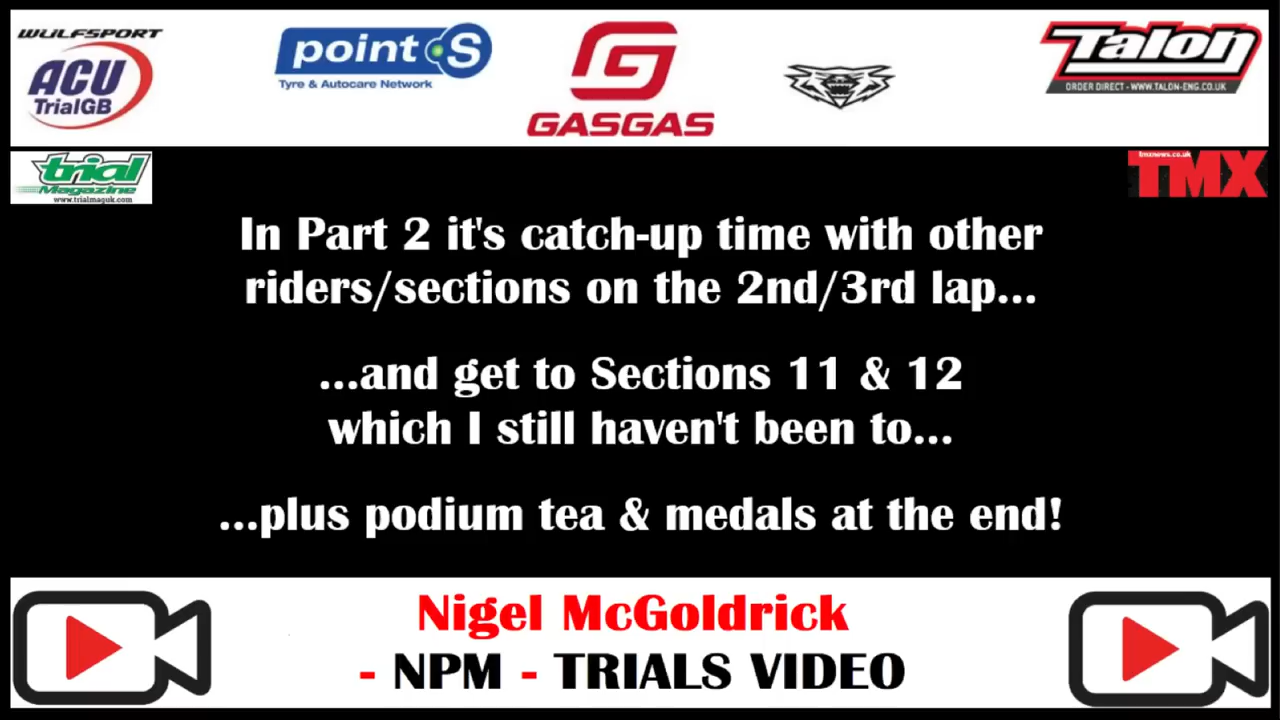 WULFSPORT
ACU
TrialGB
point S
Tyre & Autocare Network
G
GASGAS
Talon
ORDER DIRECT - WWW.TALON-ENG.CO.UK
trial
Magazine
www.trialmaguk.com
tmxnews.co.uk
TMX
In Part 2 it's catch-up time with other
riders/sections on the 2nd/3rd lap...
...and get to Sections 11 & 12
which I still haven't been to...
...plus podium tea & medals at the end!
Nigel McGoldrick
- NPM - TRIALS VIDEO